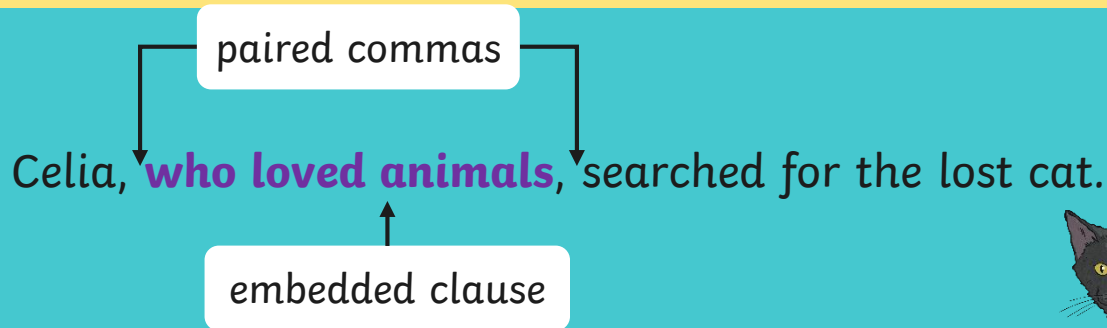 paired commas
Celia, who loved animals, searched for the lost cat.
embedded clause